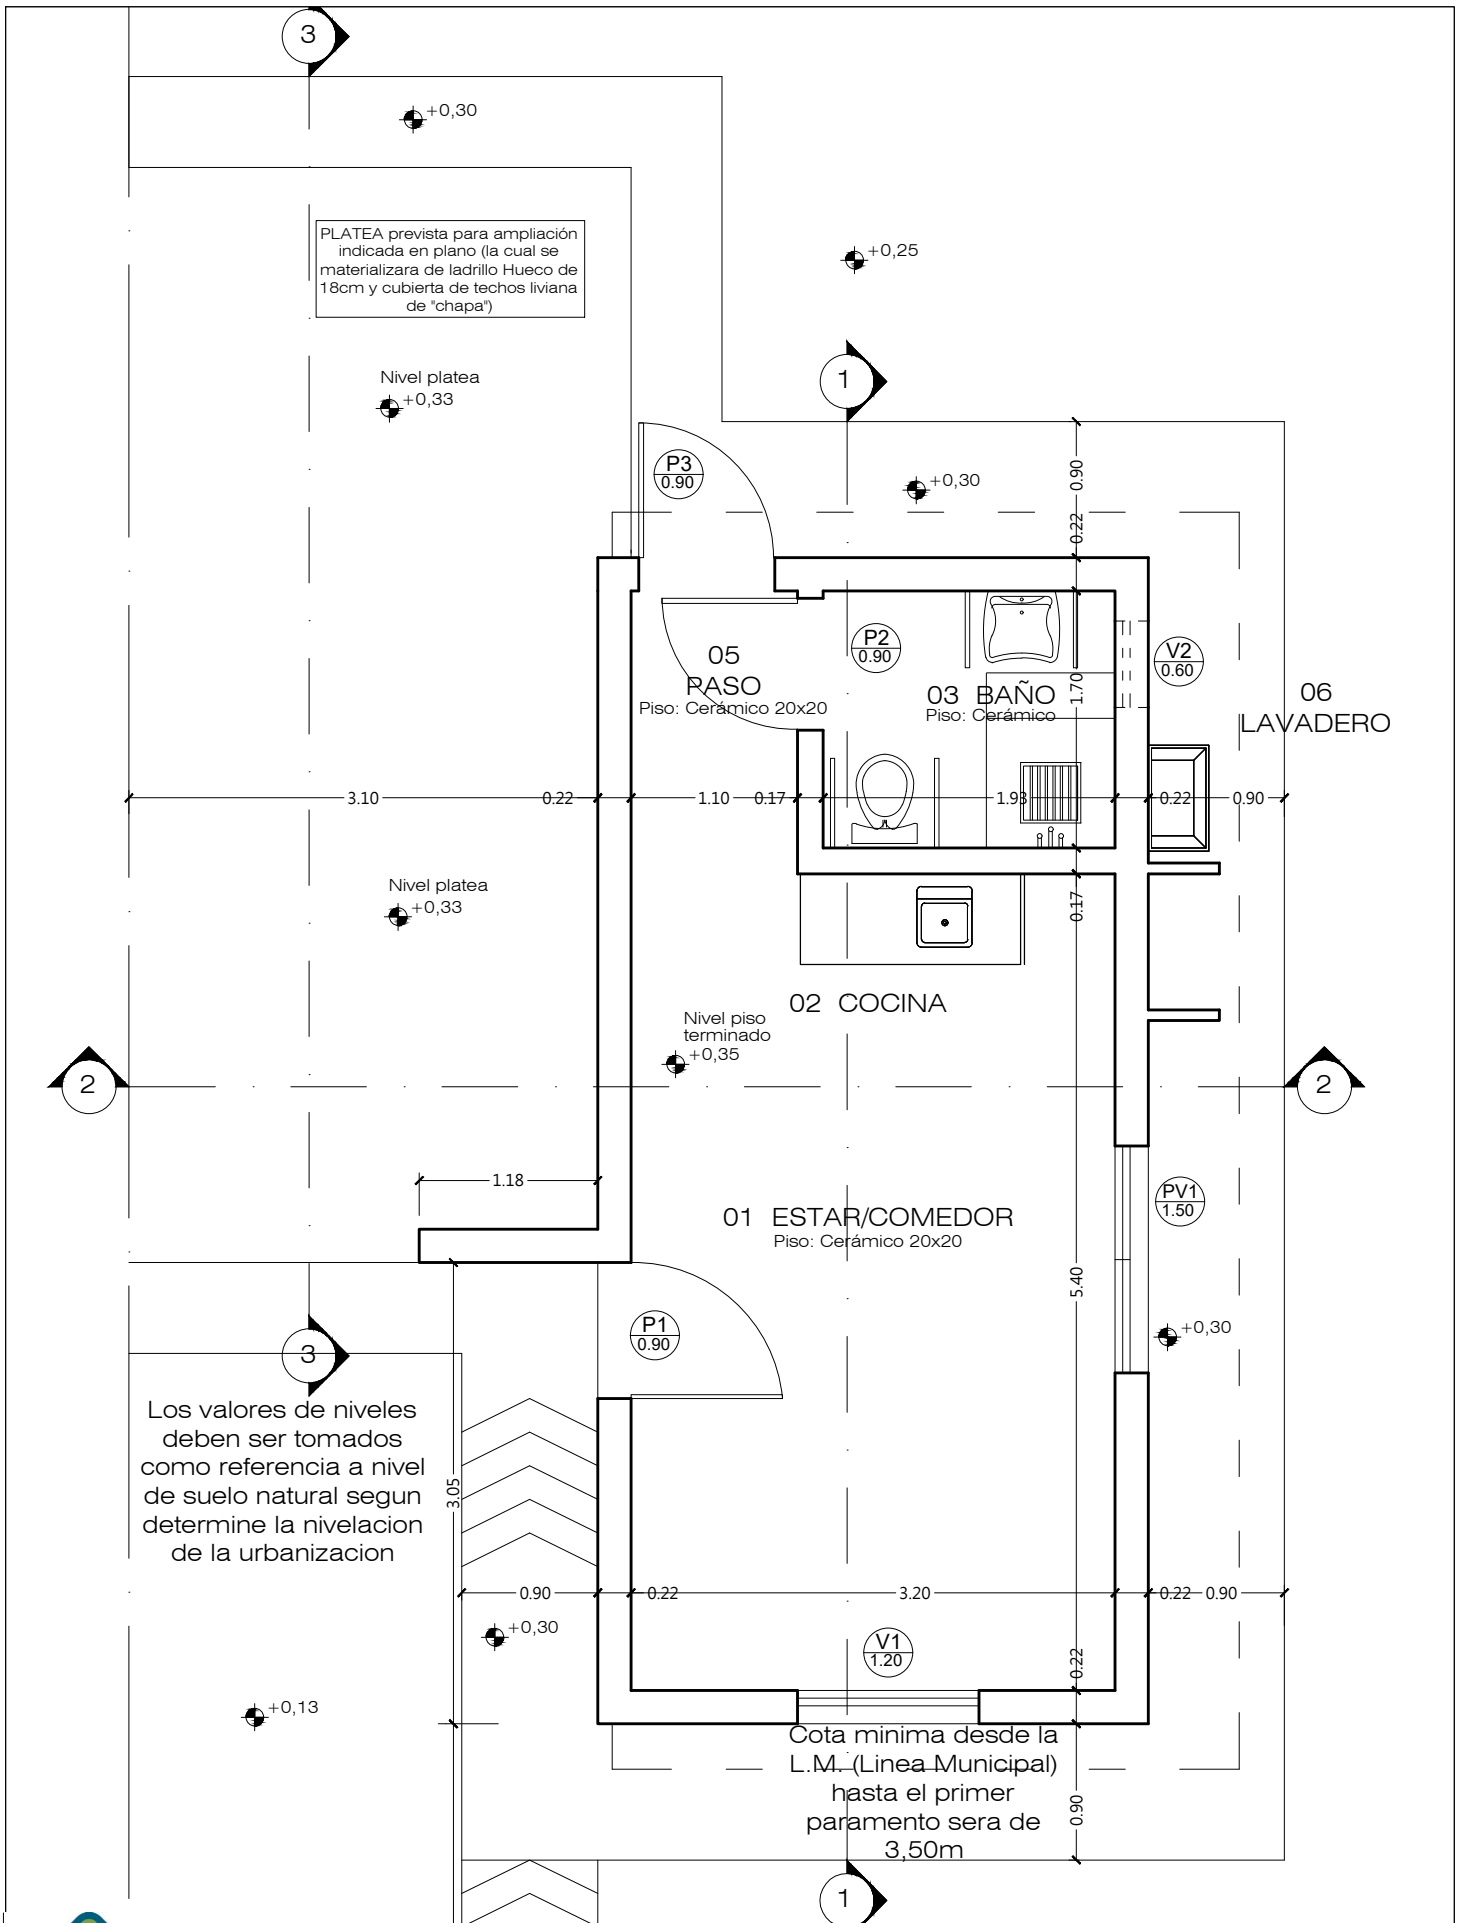 3
+0,30
PLATEA prevista para ampliación
indicada en plano (la cual se
materializara de ladrillo Hueco de
18cm y cubierta de techos liviana
de "chapa")
+0,25
1
Nivel platea
+0,33
P3
0.90
0.90
+0,30
0.22
P2
0.90
05
PASO
Piso: Cerámico 20x20
03 BAÑO
Piso: Cerámico
1.70
V2
0.60
06
LAVADERO
3.10
0.22
1.10
0.17
1.93
0.22
0.90
Nivel platea
+0,33
0.17
02 COCINA
Nivel piso
terminado
+0,35
2
2
1.18
01 ESTAR/COMEDOR
Piso: Cerámico 20x20
PV1
1.50
5.40
P1
0.90
+0,30
3
Los valores de niveles
deben ser tomados
como referencia a nivel
de suelo natural segun
determine la nivelacion
de la urbanizacion
3.05
0.90
0.22
3.20
0.22
0.90
+0,30
V1
1.20
0.22
+0,13
Cota minima desde la
L.M. (Linea Municipal)
hasta el primer
paramento sera de
3,50m
0.90
1